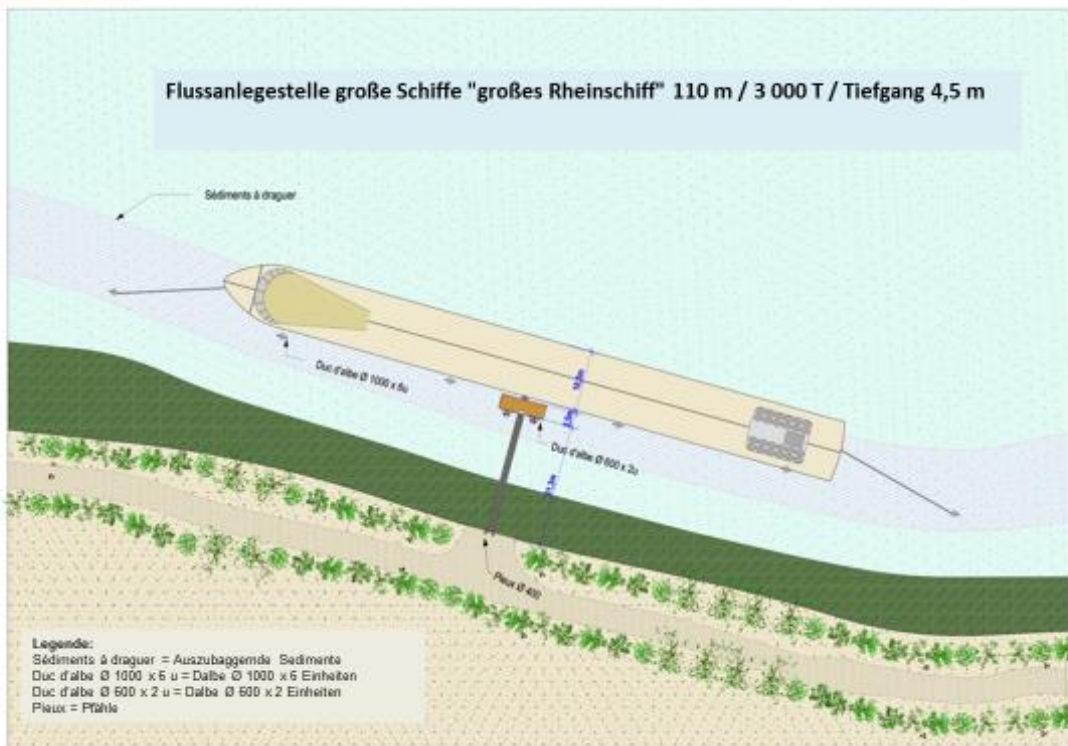 Flussanlegestelle große Schiffe "großes Rheinschiff" 110 m / 3 000 T / Tiefgang 4,5 m
Sédiments à draguer
Duc d'albe Ø 1000 x 6u
Duc d'albe Ø 600 x 2u
Pieux Ø 400
Legende:
Sédiments à draguer = Auszubaggernde Sedimente
Duc d'albe Ø 1000 x 6 u = Dalbe Ø 1000 x 6 Einheiten
Duc d'albe Ø 600 x 2 u = Dalbe Ø 600 x 2 Einheiten
Pieux = Pfähle